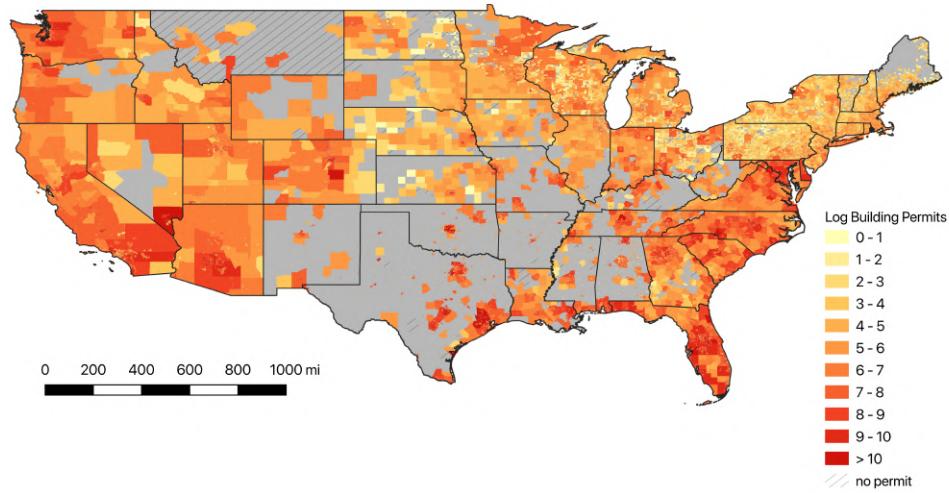 Log Building Permits
0 - 1
1 - 2
2 - 3
3 - 4
4 - 5
5 - 6
6 - 7
7 - 8
8 - 9
9 - 10
> 10
no permit
0 200 400 600 800 1000 mi